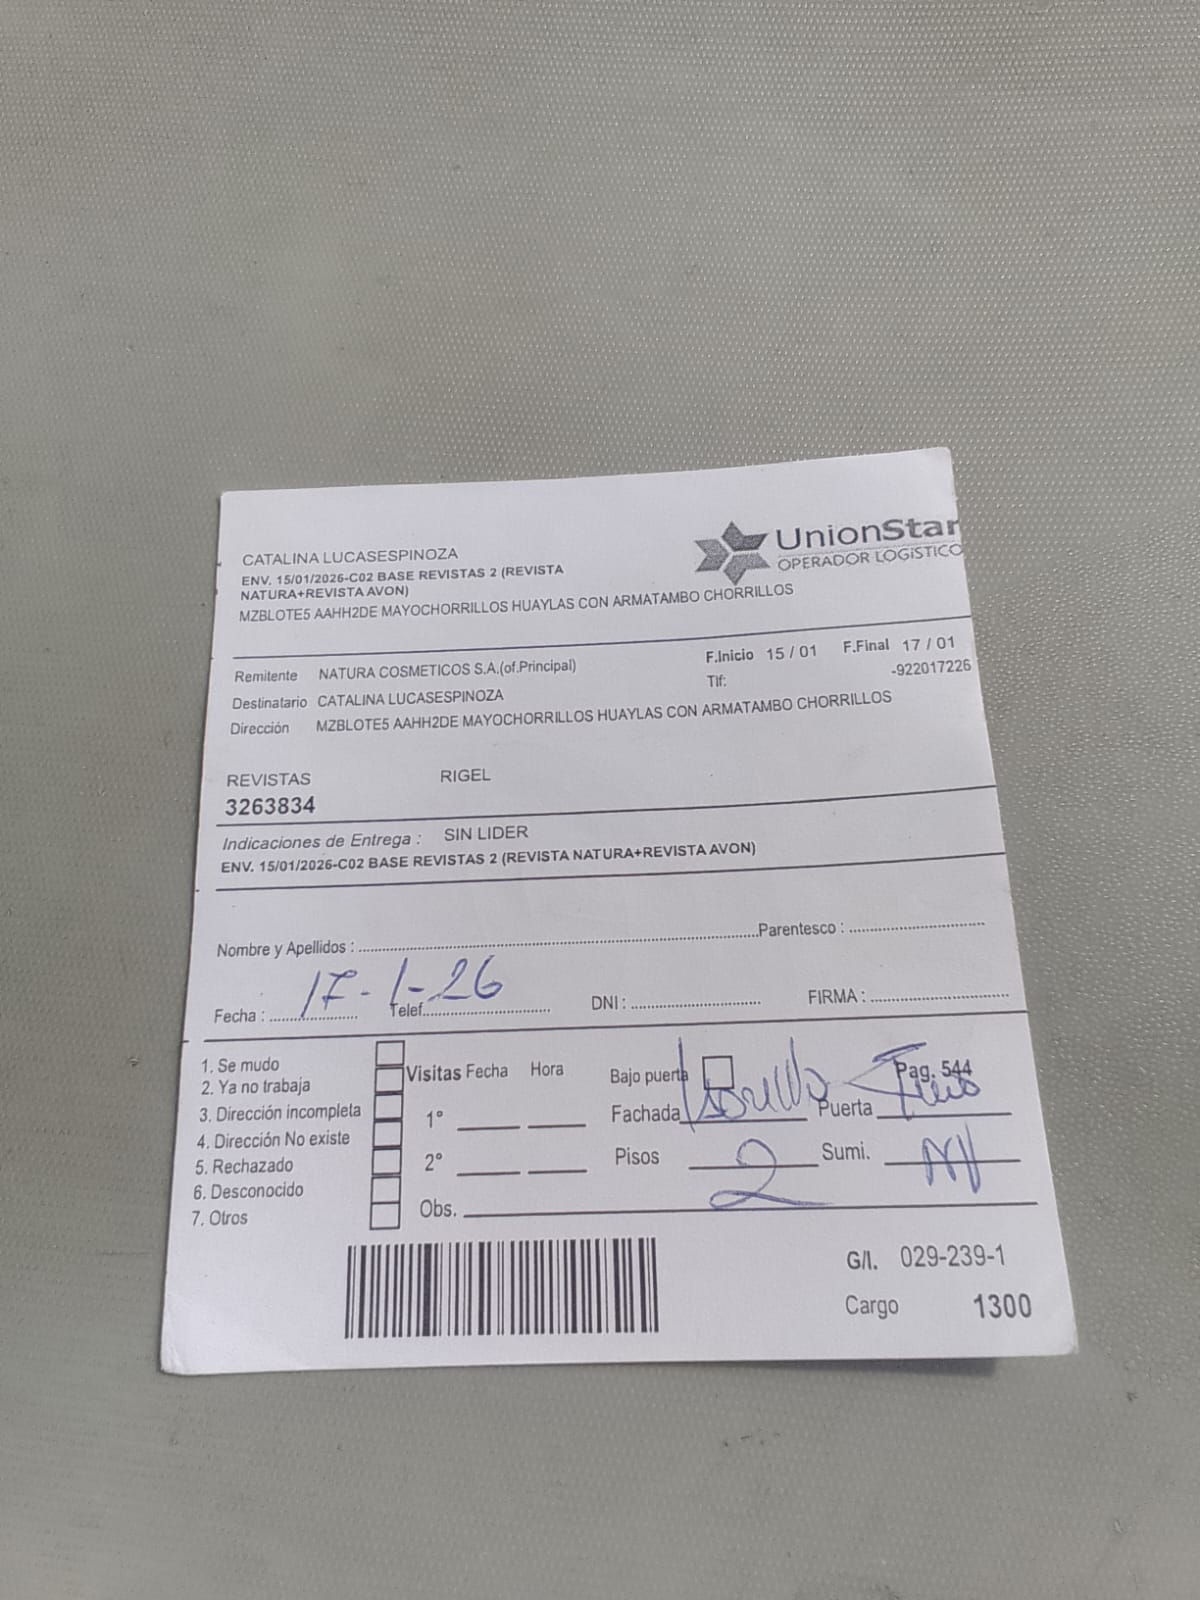 UnionStar
OPERADOR LOGÍSTICO
CATALINA LUCASESPINOZA
ENV. 15/01/2026-C02 BASE REVISTAS 2 (REVISTA
NATURA+REVISTA AVON)
MZBLOTE5 AAHH2DE MAYOCHORRILLOS HUAYLAS CON ARMATAMBO CHORRILLOS
Remitente NATURA COSMETICOS S.A.(of.Principal) F.Inicio 15 / 01 F.Final 17 / 01
Destinatario CATALINA LUCASESPINOZA Tlf: -922017226
Dirección MZBLOTE5 AAHH2DE MAYOCHORRILLOS HUAYLAS CON ARMATAMBO CHORRILLOS
REVISTAS RIGEL
3263834
Indicaciones de Entrega : SIN LIDER
ENV. 15/01/2026-C02 BASE REVISTAS 2 (REVISTA NATURA+REVISTA AVON)
Nombre y Apellidos : Parentesco :
Fecha : 17-1-26 Telef. DNI : FIRMA :
1. Se mudo
2. Ya no trabaja
3. Dirección incompleta
4. Dirección No existe
5. Rechazado
6. Desconocido
7. Otros
Visitas Fecha Hora
1°
2°
Obs.
Bajo puerta Pag. 544
Fachada Ladrillo Puerta Fierro
Pisos 2 Sumi. NV
G/I. 029-239-1
Cargo 1300